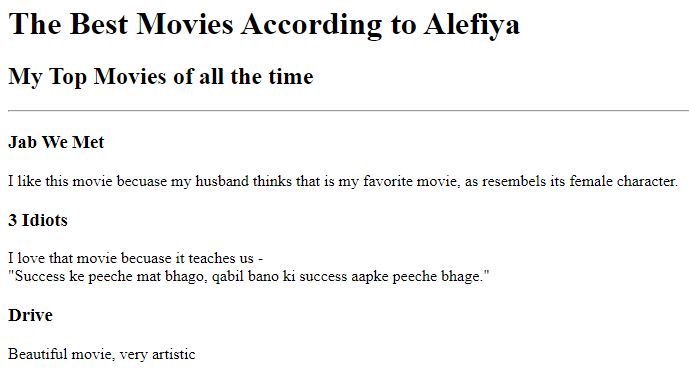 The Best Movies According to Alefiya
My Top Movies of all the time
Jab We Met
I like this movie becuase my husband thinks that is my favorite movie, as resembels its female character.
3 Idiots
I love that movie becuase it teaches us -
"Success ke peeche mat bhago, qabil bano ki success aapke peeche bhage."
Drive
Beautiful movie, very artistic